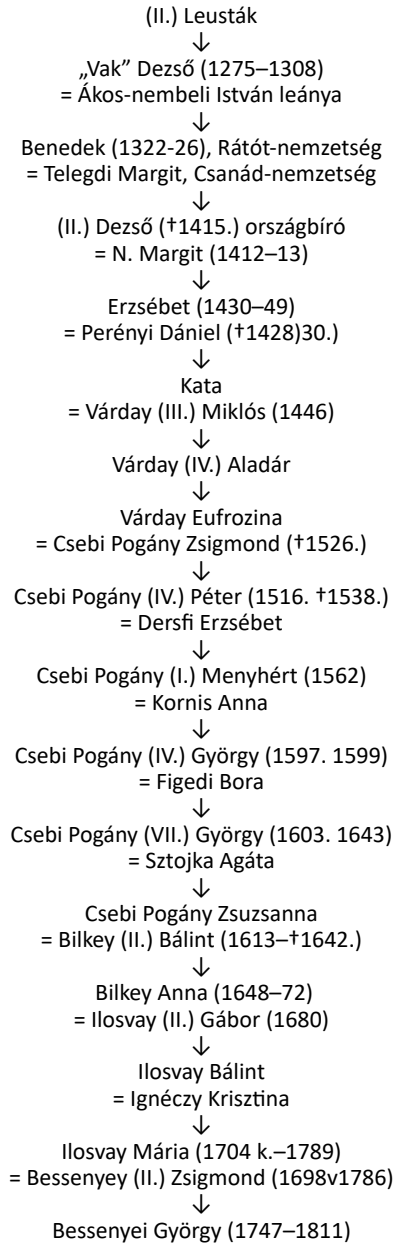 (II.) Leusták
↓
„Vak” Dezső (1275–1308)
= Ákos-nembeli István leánya
↓
Benedek (1322-26), Rátót-nemzetség
= Telegdi Margit, Csanád-nemzetség
↓
(II.) Dezső (†1415.) országbíró
= N. Margit (1412–13)
↓
Erzsébet (1430–49)
= Perényi Dániel (†1428)30.)
↓
Kata
= Várday (III.) Miklós (1446)
↓
Várday (IV.) Aladár
↓
Várday Eufrozina
= Csebi Pogány Zsigmond (†1526.)
↓
Csebi Pogány (IV.) Péter (1516. †1538.)
= Dersfi Erzsébet
↓
Csebi Pogány (I.) Menyhért (1562)
= Kornis Anna
↓
Csebi Pogány (IV.) György (1597. 1599)
= Figedi Bora
↓
Csebi Pogány (VII.) György (1603. 1643)
= Sztojka Agáta
↓
Csebi Pogány Zsuzsanna
= Bilkey (II.) Bálint (1613–†1642.)
↓
Bilkey Anna (1648–72)
= Ilosvay (II.) Gábor (1680)
↓
Ilosvay Bálint
= Ignéczy Krisztina
↓
Ilosvay Mária (1704 k.–1789)
= Bessenyey (II.) Zsigmond (1698v1786)
↓
Bessenyei György (1747–1811)